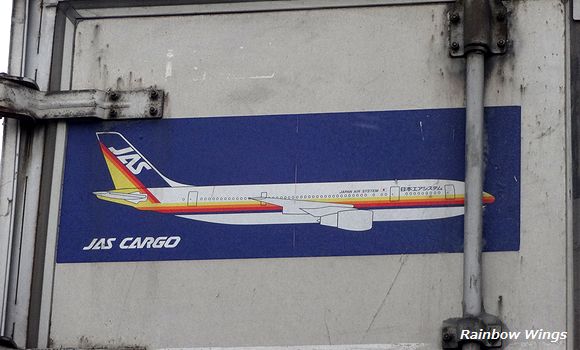 JAS
JAPAN AIR SYSTEM
日本エアシステム
JAS CARGO
Rainbow Wings